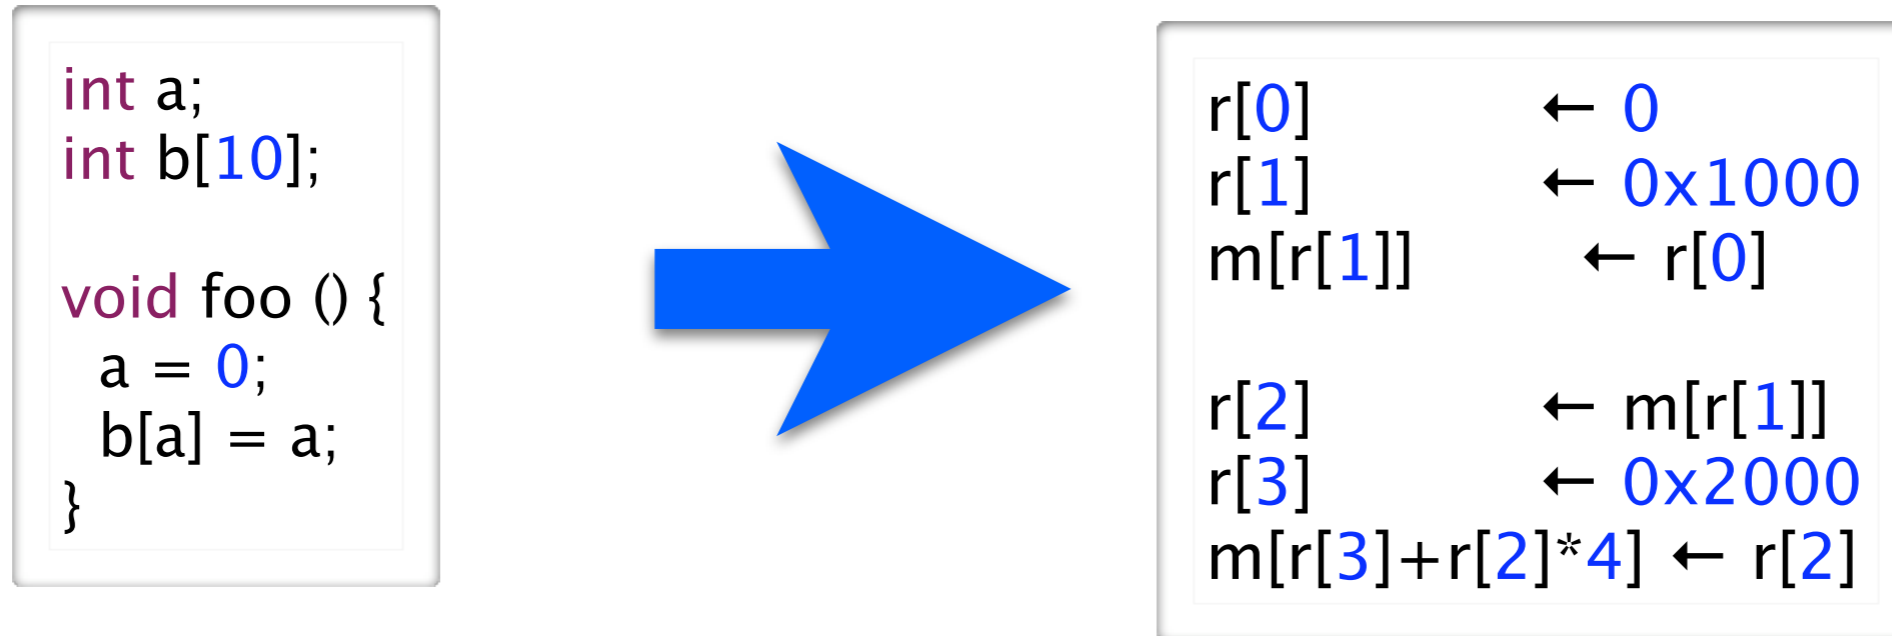 int a;
int b[10];
void foo () {
a = 0;
b[a] = a;
}
r[0] ← 0
r[1] ← 0x1000
m[r[1]] ← r[0]
r[2] ← m[r[1]]
r[3] ← 0x2000
m[r[3]+r[2]*4] ← r[2]